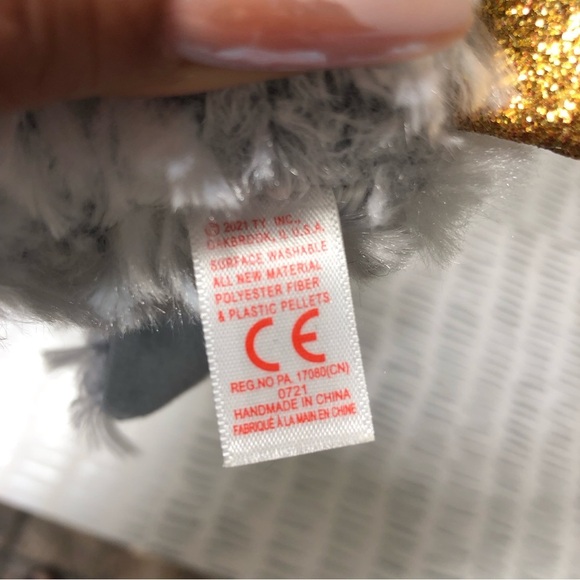 © 2021 TY, INC.,
OAKBROOK, IL U.S.A.
SURFACE WASHABLE
ALL NEW MATERIAL
POLYESTER FIBER
& PLASTIC PELLETS
CE
REG.NO PA. 17080(CN)
0721
HANDMADE IN CHINA
FABRIQUÉ À LA MAIN EN CHINE